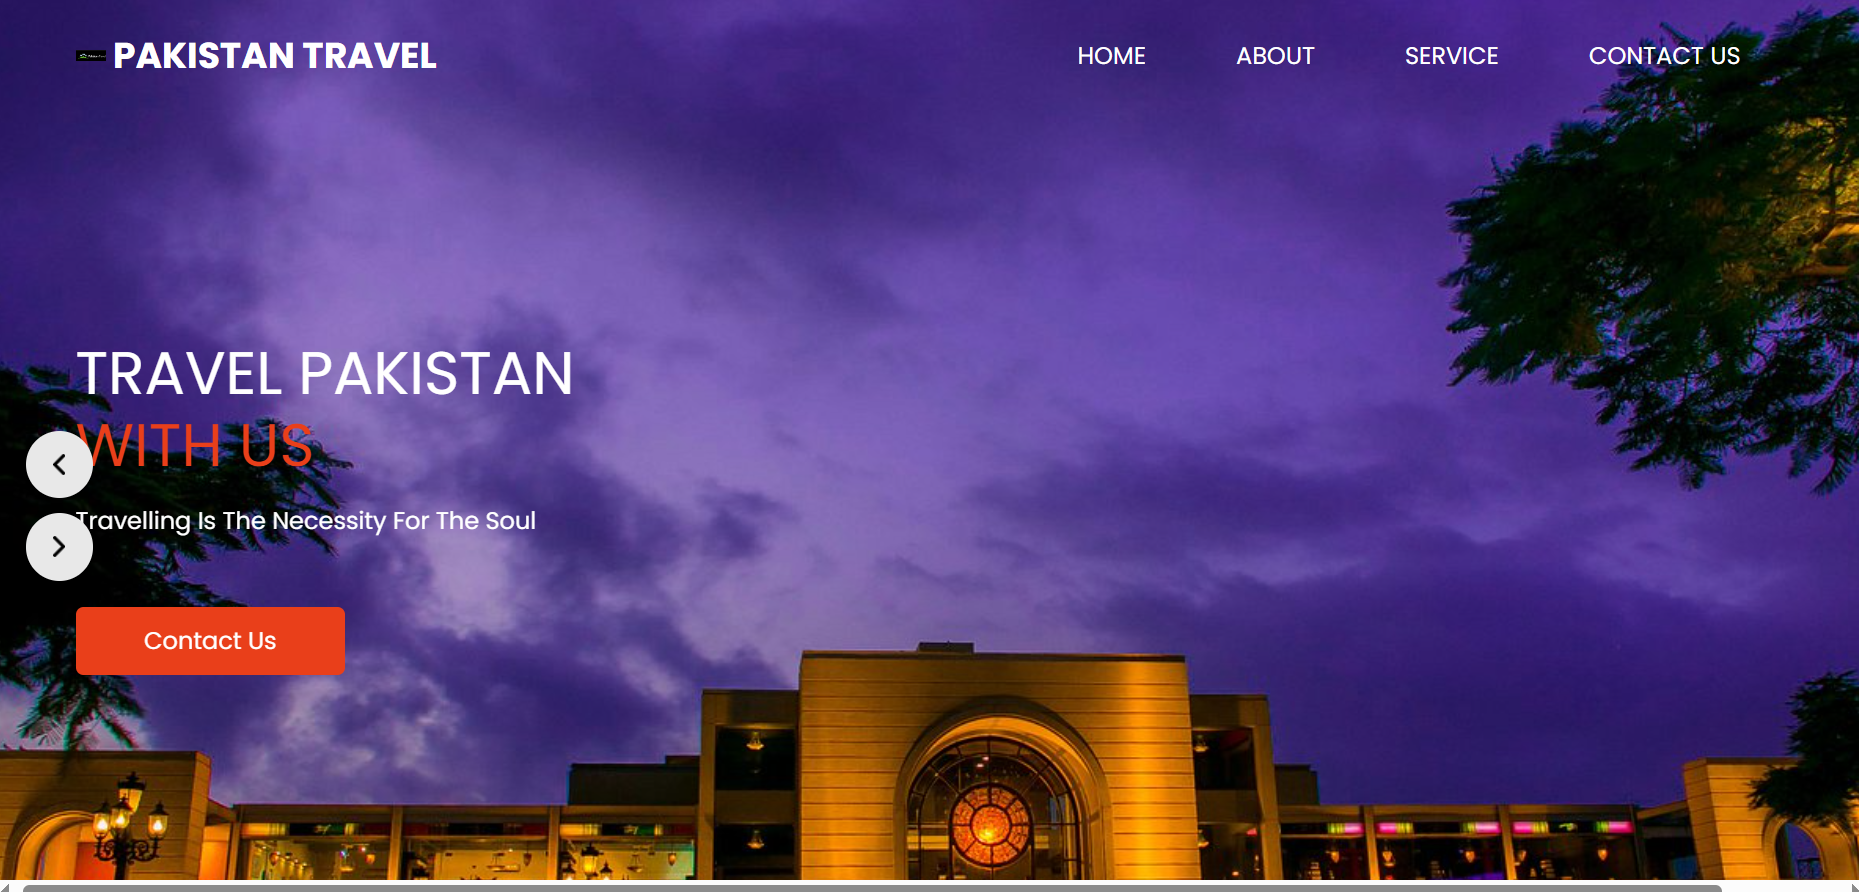 PAKISTAN TRAVEL
HOME
ABOUT
SERVICE
CONTACT US
TRAVEL PAKISTAN
WITH US
Travelling Is The Necessity For The Soul
Contact Us